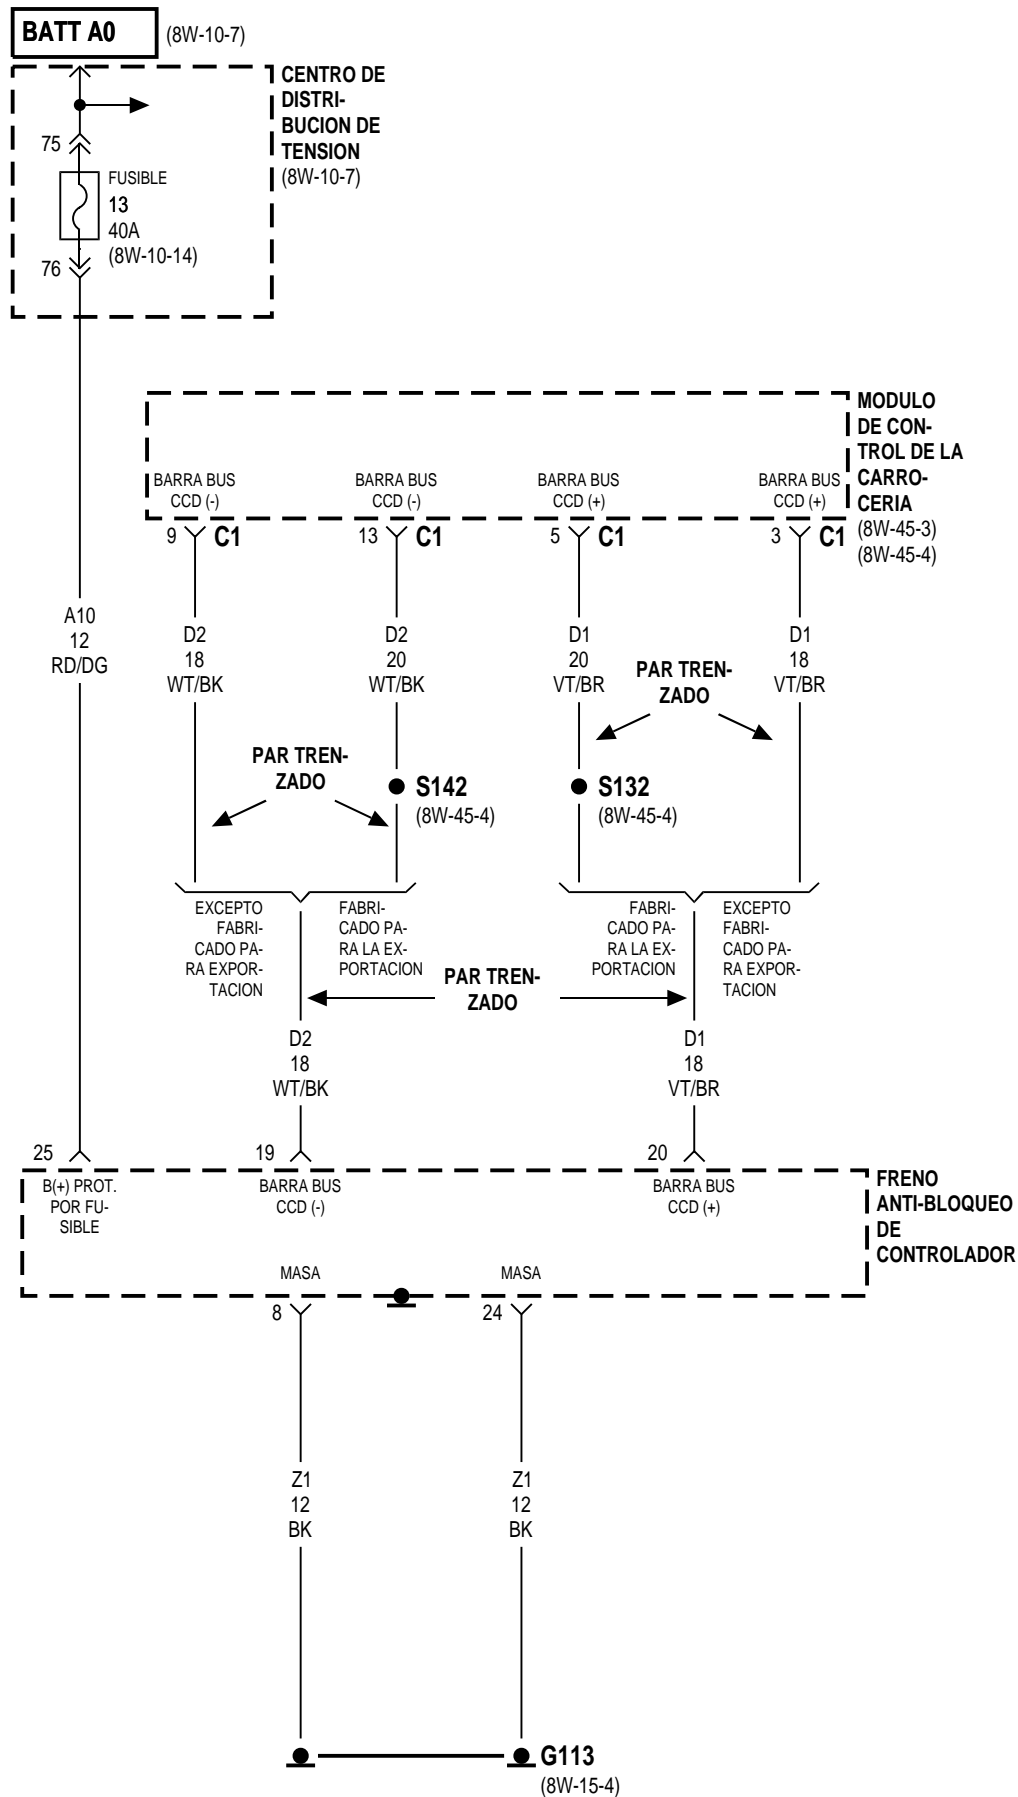 BATT A0
(8W-10-7)
CENTRO DE
DISTRI-
BUCION DE
TENSION
(8W-10-7)
75
FUSIBLE
13
40A
(8W-10-14)
76
MODULO
DE CON-
TROL DE LA
CARRO-
CERIA
(8W-45-3)
(8W-45-4)
BARRA BUS
CCD (-)
BARRA BUS
CCD (-)
BARRA BUS
CCD (+)
BARRA BUS
CCD (+)
9 C1
13 C1
5 C1
3 C1
A10
12
RD/DG
D2
18
WT/BK
D2
20
WT/BK
D1
20
VT/BR
D1
18
VT/BR
PAR TREN-
ZADO
PAR TREN-
ZADO
S142
(8W-45-4)
S132
(8W-45-4)
EXCEPTO
FABRI-
CADO PA-
RA EXPOR-
TACION
FABRI-
CADO PA-
RA LA EX-
PORTACION
FABRI-
CADO PA-
RA LA EX-
PORTACION
EXCEPTO
FABRI-
CADO PA-
RA EXPOR-
TACION
PAR TREN-
ZADO
D2
18
WT/BK
D1
18
VT/BR
25
19
20
B(+) PROT.
POR FU-
SIBLE
BARRA BUS
CCD (-)
BARRA BUS
CCD (+)
FRENO
ANTI-BLOQUEO
DE
CONTROLADOR
MASA
MASA
8
24
Z1
12
BK
Z1
12
BK
G113
(8W-15-4)